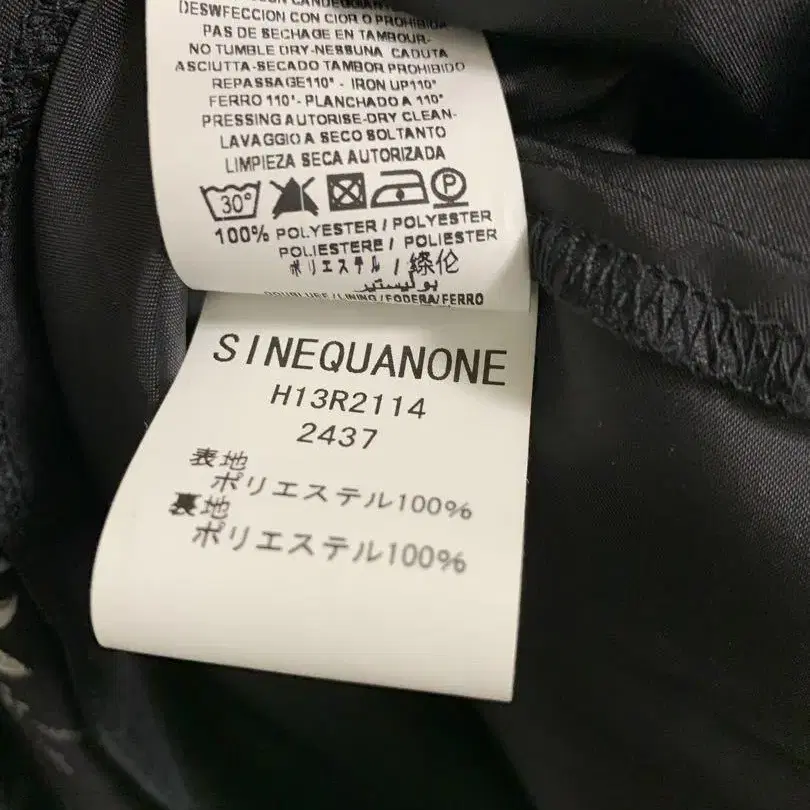 DESWFECCION CON CIOR O PROHIBIDA
PAS DE SECHAGE EN TAMBOUR-
NO TUMBLE DRY-NESSUNA CADUTA
ASCIUTTA-SECADO TAMBOR PROHIBIDO
REPASSAGE110°- IRON UP110°
FERRO 110°- PLANCHADO A 110°
PRESSING AUTORISE-DRY CLEAN-
LAVAGGIO A SECO SOLTANTO
LIMPIEZA SECA AUTORIZADA
30° P
100% POLYESTER / POLYESTER
POLIESTERE / POLIESTER
ポリエステル / 缘伦
بوليستير
DOUBLURE / LINING / FODERA/FERRO
SINEQUANONE
H13R2114
2437
表地
ポリエステル100%
裏地
ポリエステル100%